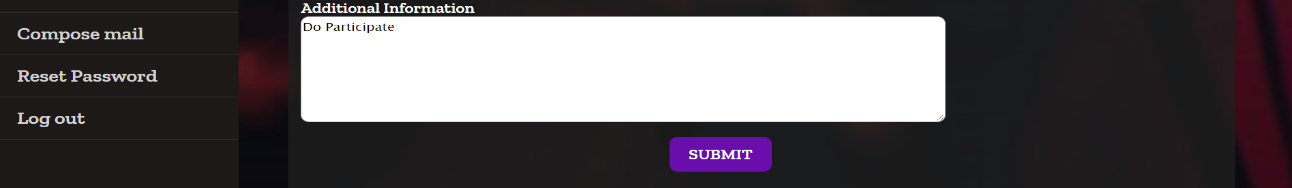 Compose mail
Reset Password
Log out
Additional Information
Do Participate
SUBMIT